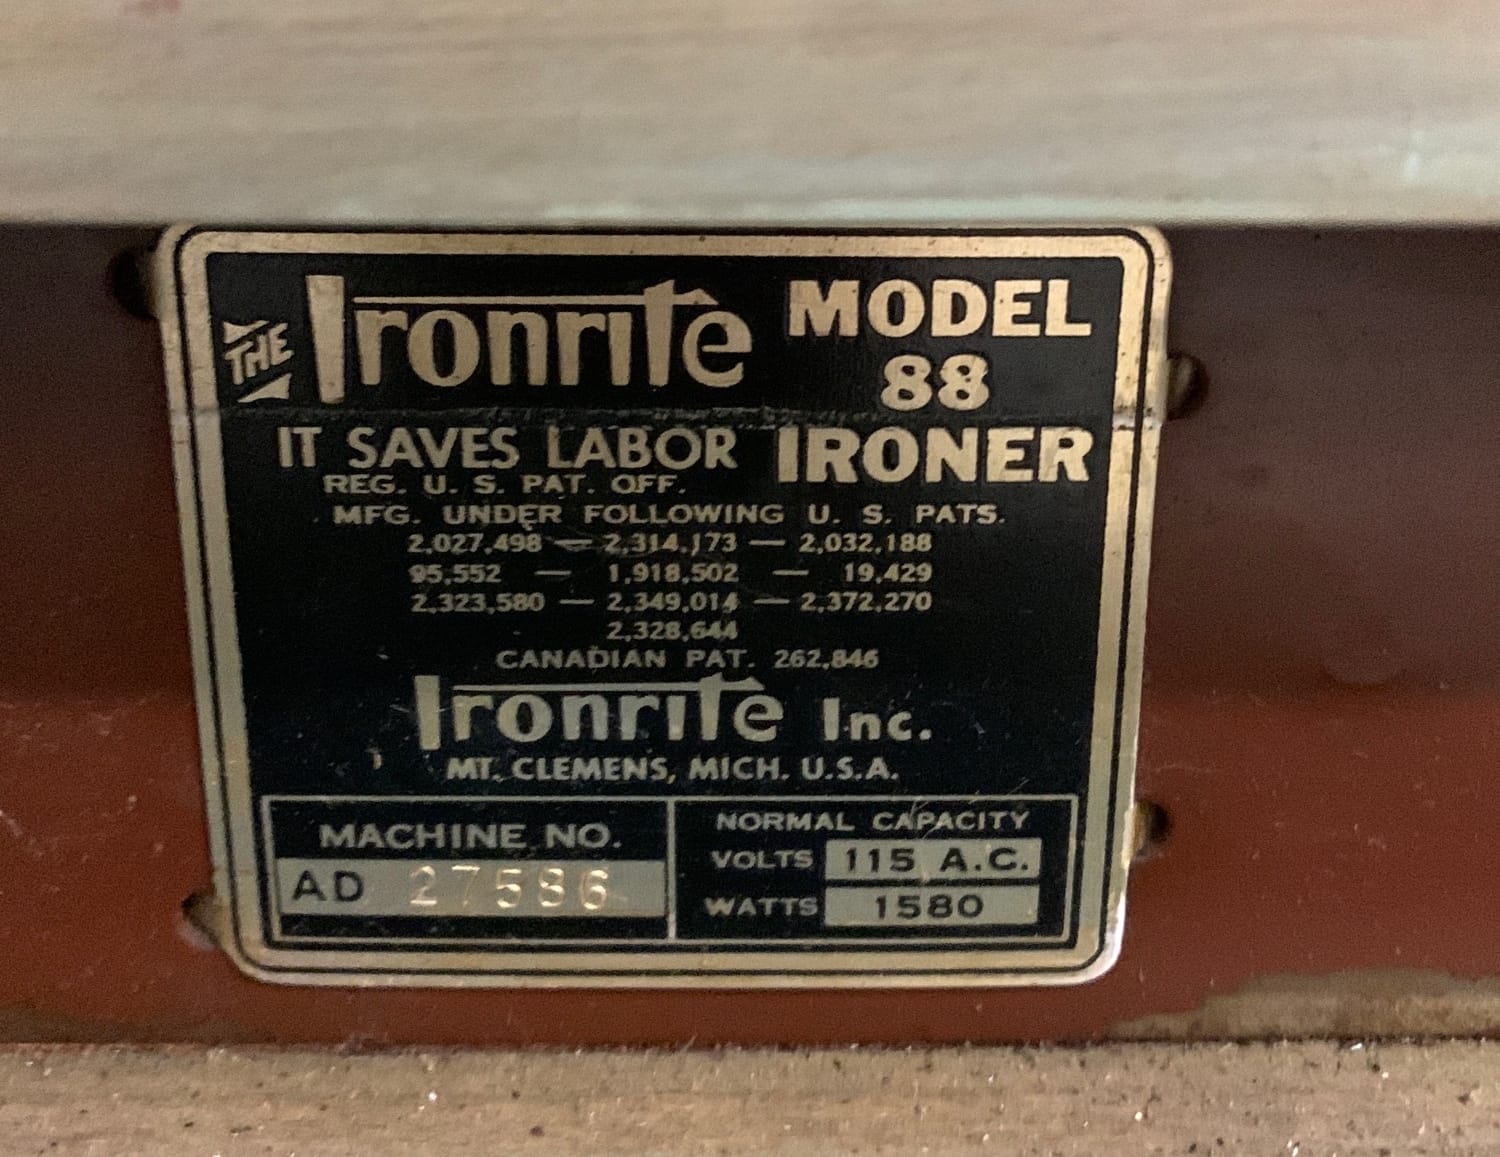 THE Ironrite MODEL
88
IT SAVES LABOR IRONER
REG. U. S. PAT. OFF.
MFG. UNDER FOLLOWING U. S. PATS.
2,027,498 — 2,314,173 — 2,032,188
95,552 — 1,918,502 — 19,429
2,323,580 — 2,349,014 — 2,372,270
2,328,644
CANADIAN PAT. 262,846
Ironrite Inc.
MT. CLEMENS, MICH. U.S.A.
MACHINE NO.
AD 27586
NORMAL CAPACITY
VOLTS 115 A.C.
WATTS 1580